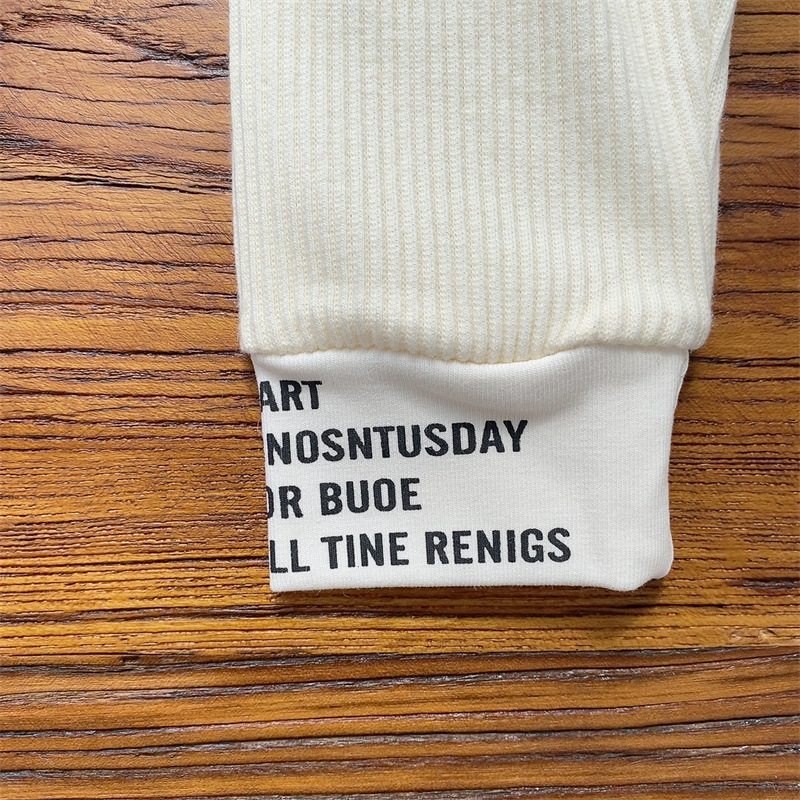 ART
NOSNTUSDAY
OR BUOE
LL TINE RENIGS